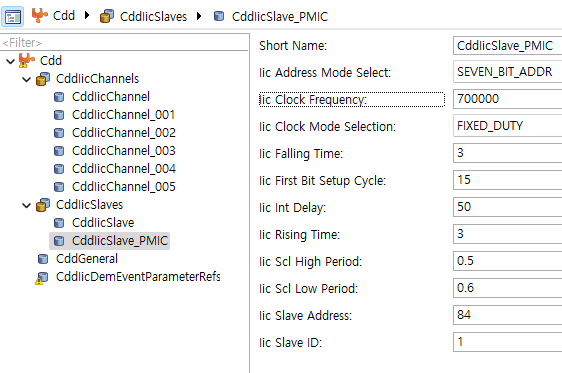 Cdd
CddIicSlaves
CddIicSlave_PMIC
<Filter>
Cdd
CddIicChannels
CddIicChannel
CddIicChannel_001
CddIicChannel_002
CddIicChannel_003
CddIicChannel_004
CddIicChannel_005
CddIicSlaves
CddIicSlave
CddIicSlave_PMIC
CddGeneral
CddIicDemEventParameterRefs
Short Name: CddIicSlave_PMIC
Iic Address Mode Select: SEVEN_BIT_ADDR
Iic Clock Frequency: 700000
Iic Clock Mode Selection: FIXED_DUTY
Iic Falling Time: 3
Iic First Bit Setup Cycle: 15
Iic Int Delay: 50
Iic Rising Time: 3
Iic Scl High Period: 0.5
Iic Scl Low Period: 0.6
Iic Slave Address: 84
Iic Slave ID: 1